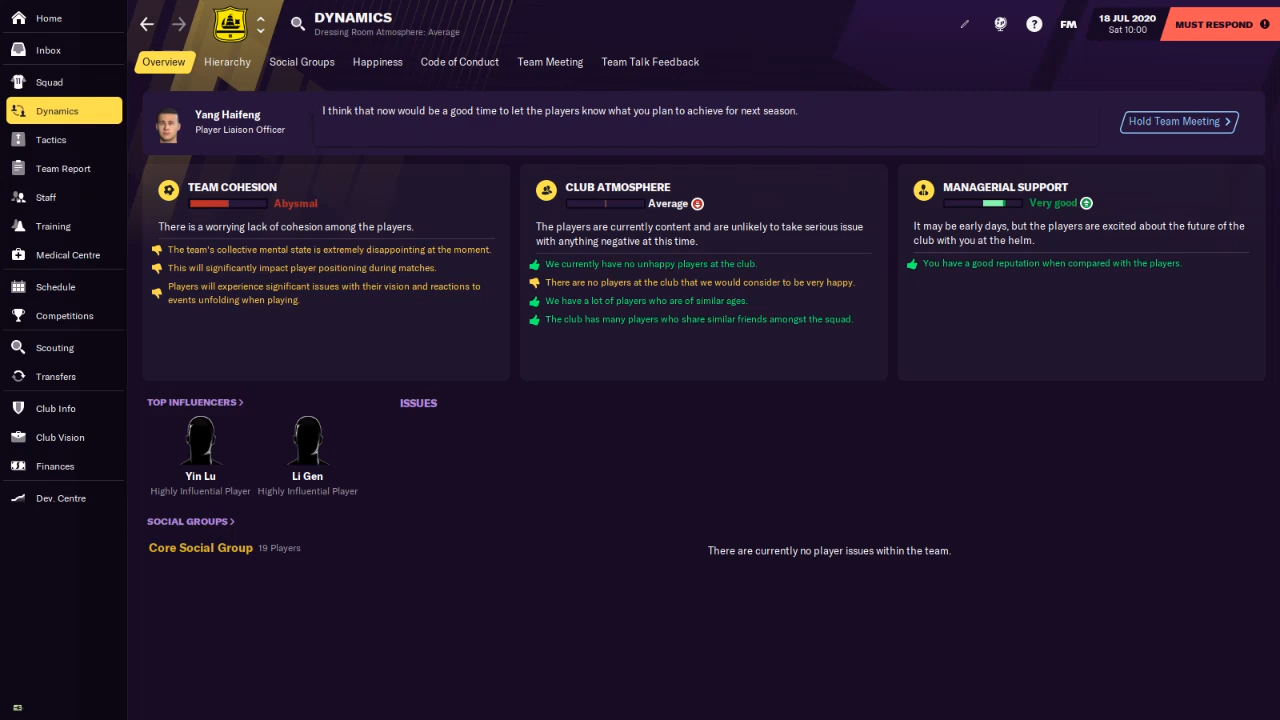 Home
Inbox
Squad
Dynamics
Tactics
Team Report
Staff
Training
Medical Centre
Schedule
Competitions
Scouting
Transfers
Club Info
Club Vision
Finances
Dev. Centre
DYNAMICS
Dressing Room Atmosphere: Average
FM
18 JUL 2020
Sat 10:00
MUST RESPOND
Overview
Hierarchy
Social Groups
Happiness
Code of Conduct
Team Meeting
Team Talk Feedback
Yang Haifeng
Player Liaison Officer
I think that now would be a good time to let the players know what you plan to achieve for next season.
Hold Team Meeting
TEAM COHESION
Abysmal
There is a worrying lack of cohesion among the players.
The team's collective mental state is extremely disappointing at the moment.
This will significantly impact player positioning during matches.
Players will experience significant issues with their vision and reactions to
events unfolding when playing.
CLUB ATMOSPHERE
Average
The players are currently content and are unlikely to take serious issue
with anything negative at this time.
We currently have no unhappy players at the club.
There are no players at the club that we would consider to be very happy.
We have a lot of players who are of similar ages.
The club has many players who share similar friends amongst the squad.
MANAGERIAL SUPPORT
Very good
It may be early days, but the players are excited about the future of the
club with you at the helm.
You have a good reputation when compared with the players.
TOP INFLUENCERS
Yin Lu
Highly Influential Player
Li Gen
Highly Influential Player
ISSUES
There are currently no player issues within the team.
SOCIAL GROUPS
Core Social Group 19 Players